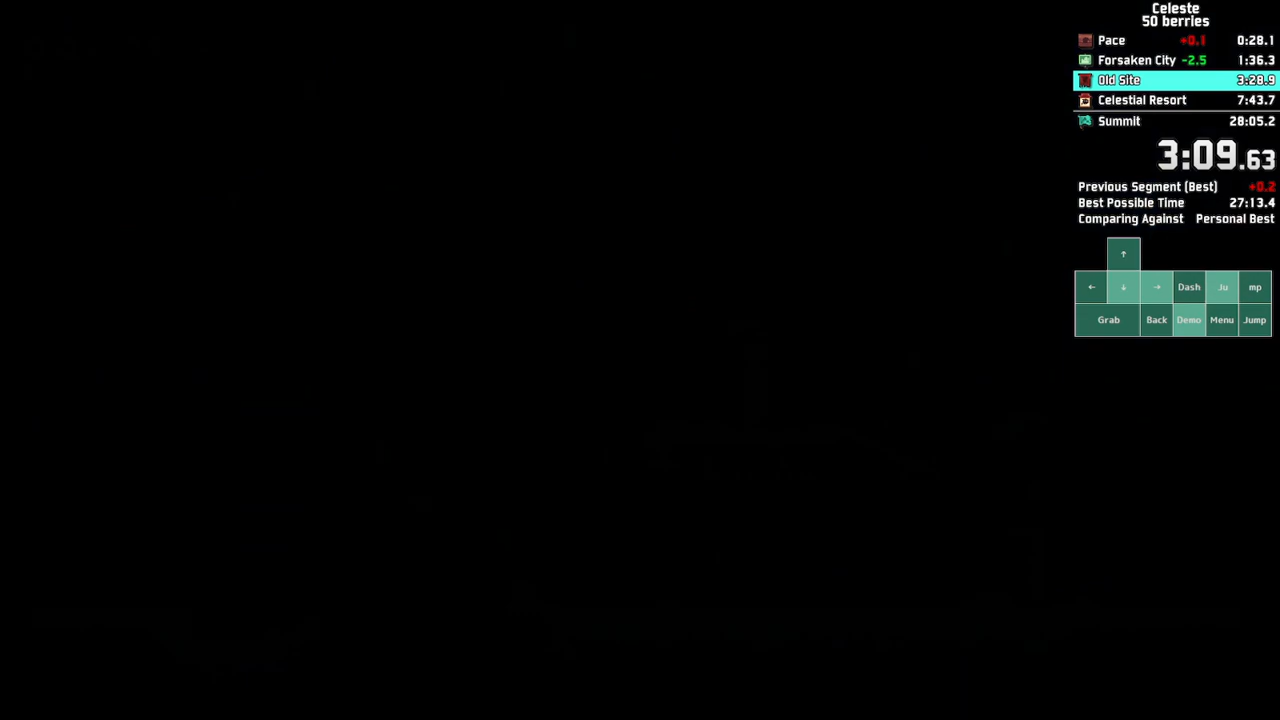 Celeste
50 berries
Pace +0.1 0:28.1
Forsaken City -2.5 1:36.3
Old Site 3:28.9
Celestial Resort 7:43.7
Summit 28:05.2
3:09.63
Previous Segment (Best) +0.2
Best Possible Time 27:13.4
Comparing Against Personal Best
↑
← ↓ → Dash Ju mp
Grab Back Demo Menu Jump